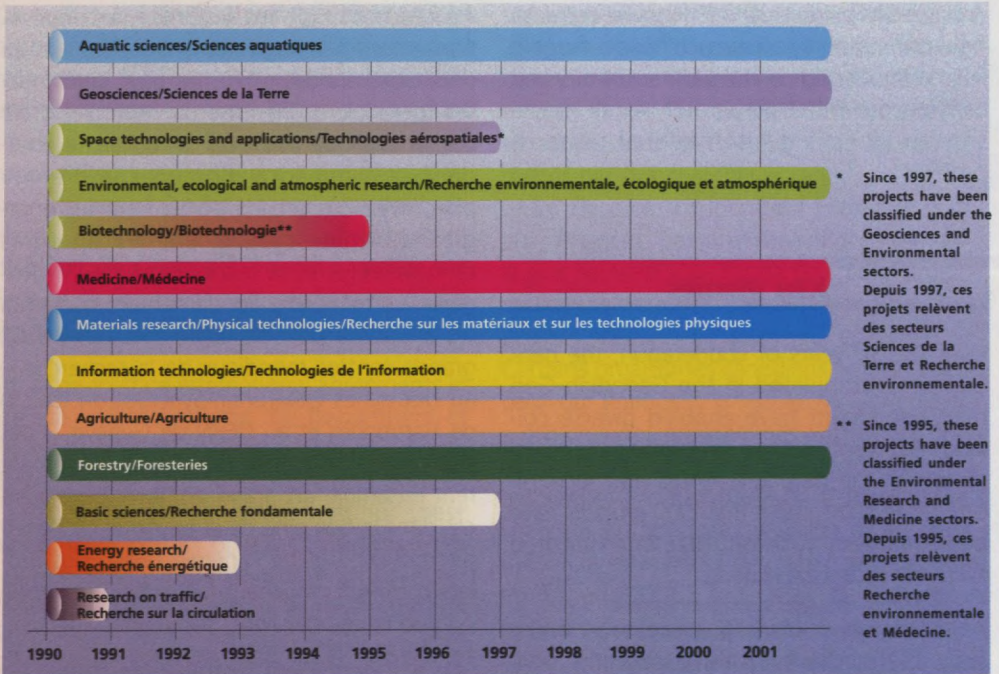 Aquatic sciences/Sciences aquatiques
Geosciences/Sciences de la Terre
Space technologies and applications/Technologies aérospatiales*
Environmental, ecological and atmospheric research/Recherche environnementale, écologique et atmosphérique
Biotechnology/Biotechnologie**
Medicine/Médecine
Materials research/Physical technologies/Recherche sur les matériaux et sur les technologies physiques
Information technologies/Technologies de l'information
Agriculture/Agriculture
Forestry/Foresteries
Basic sciences/Recherche fondamentale
Energy research/
Recherche énergétique
Research on traffic/
Recherche sur la circulation
1990 1991 1992 1993 1994 1995 1996 1997 1998 1999 2000 2001
* Since 1997, these
projects have been
classified under the
Geosciences and
Environmental
sectors.
Depuis 1997, ces
projets relèvent
des secteurs
Sciences de la
Terre et Recherche
environnementale.
** Since 1995, these
projects have been
classified under
the Environmental
Research and
Medicine sectors.
Depuis 1995, ces
projets relèvent
des secteurs
Recherche
environnementale
et Médecine.